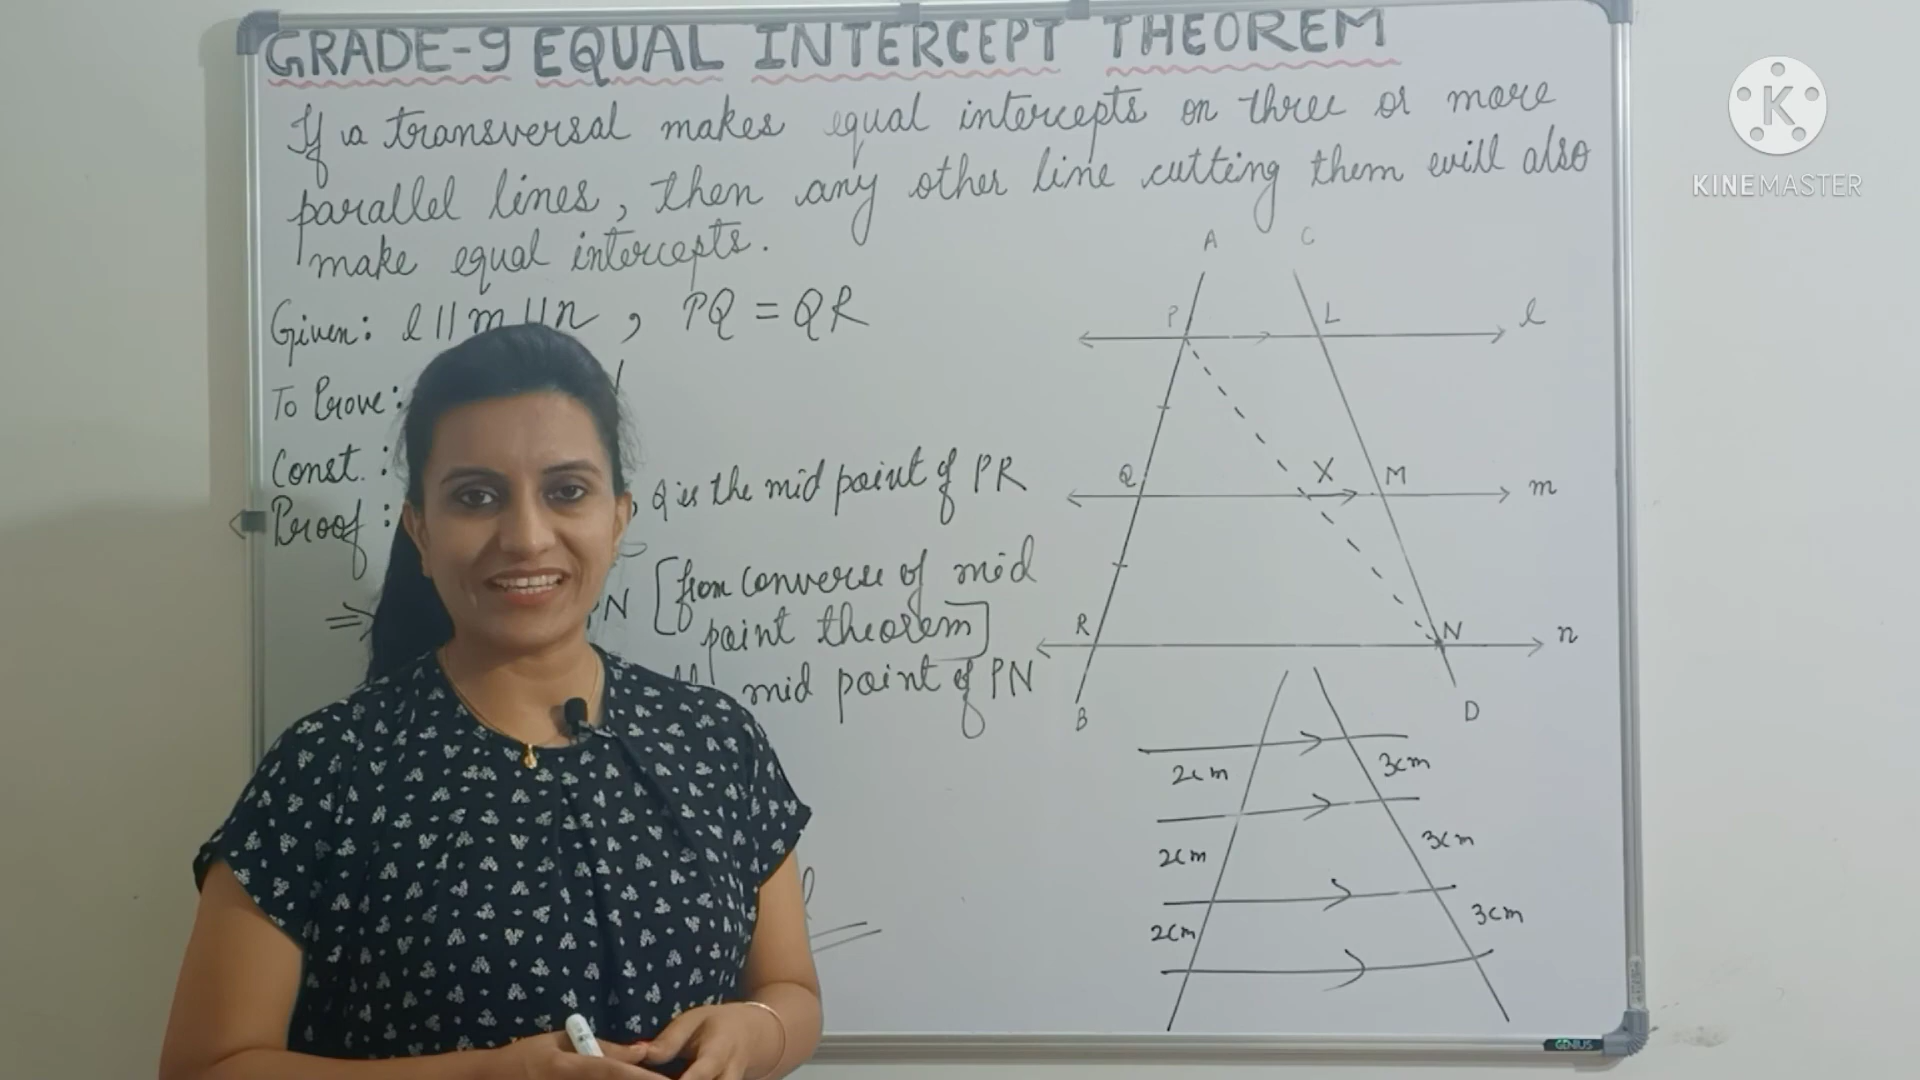 GRADE-9 EQUAL INTERCEPT THEOREM
If a transversal makes equal intercepts on three or more
parallel lines, then any other line cutting them will also
make equal intercepts.
Given: l || m || n , PQ = QR
To Prove:
Const. :
Proof :
, Q is the mid point of PR
⇒ PN [from converse of mid
point theorem]
mid point of PN
A C
P L l
Q X M m
R N n
B D
2cm 3cm
2cm 3cm
2cm 3cm
K
KINEMASTER
GENIUS